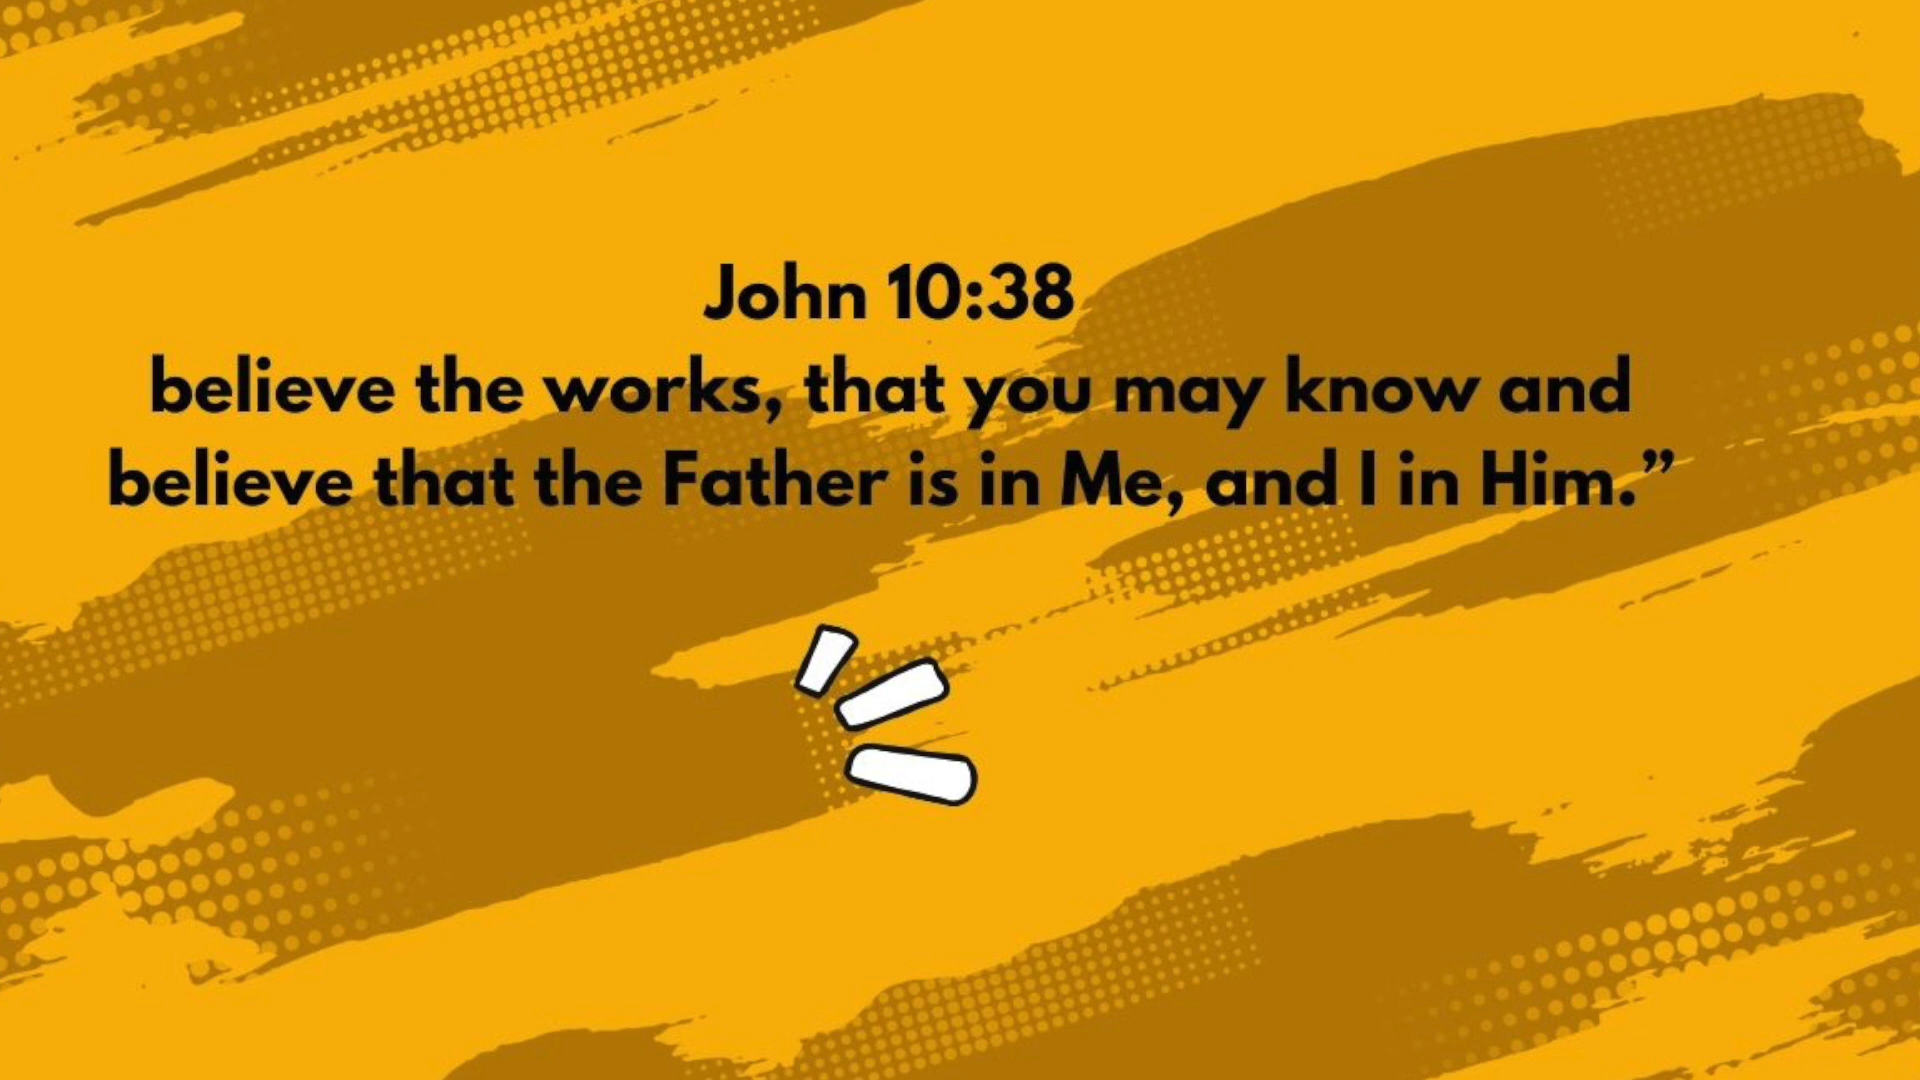 John 10:38
believe the works, that you may know and
believe that the Father is in Me, and I in Him.”